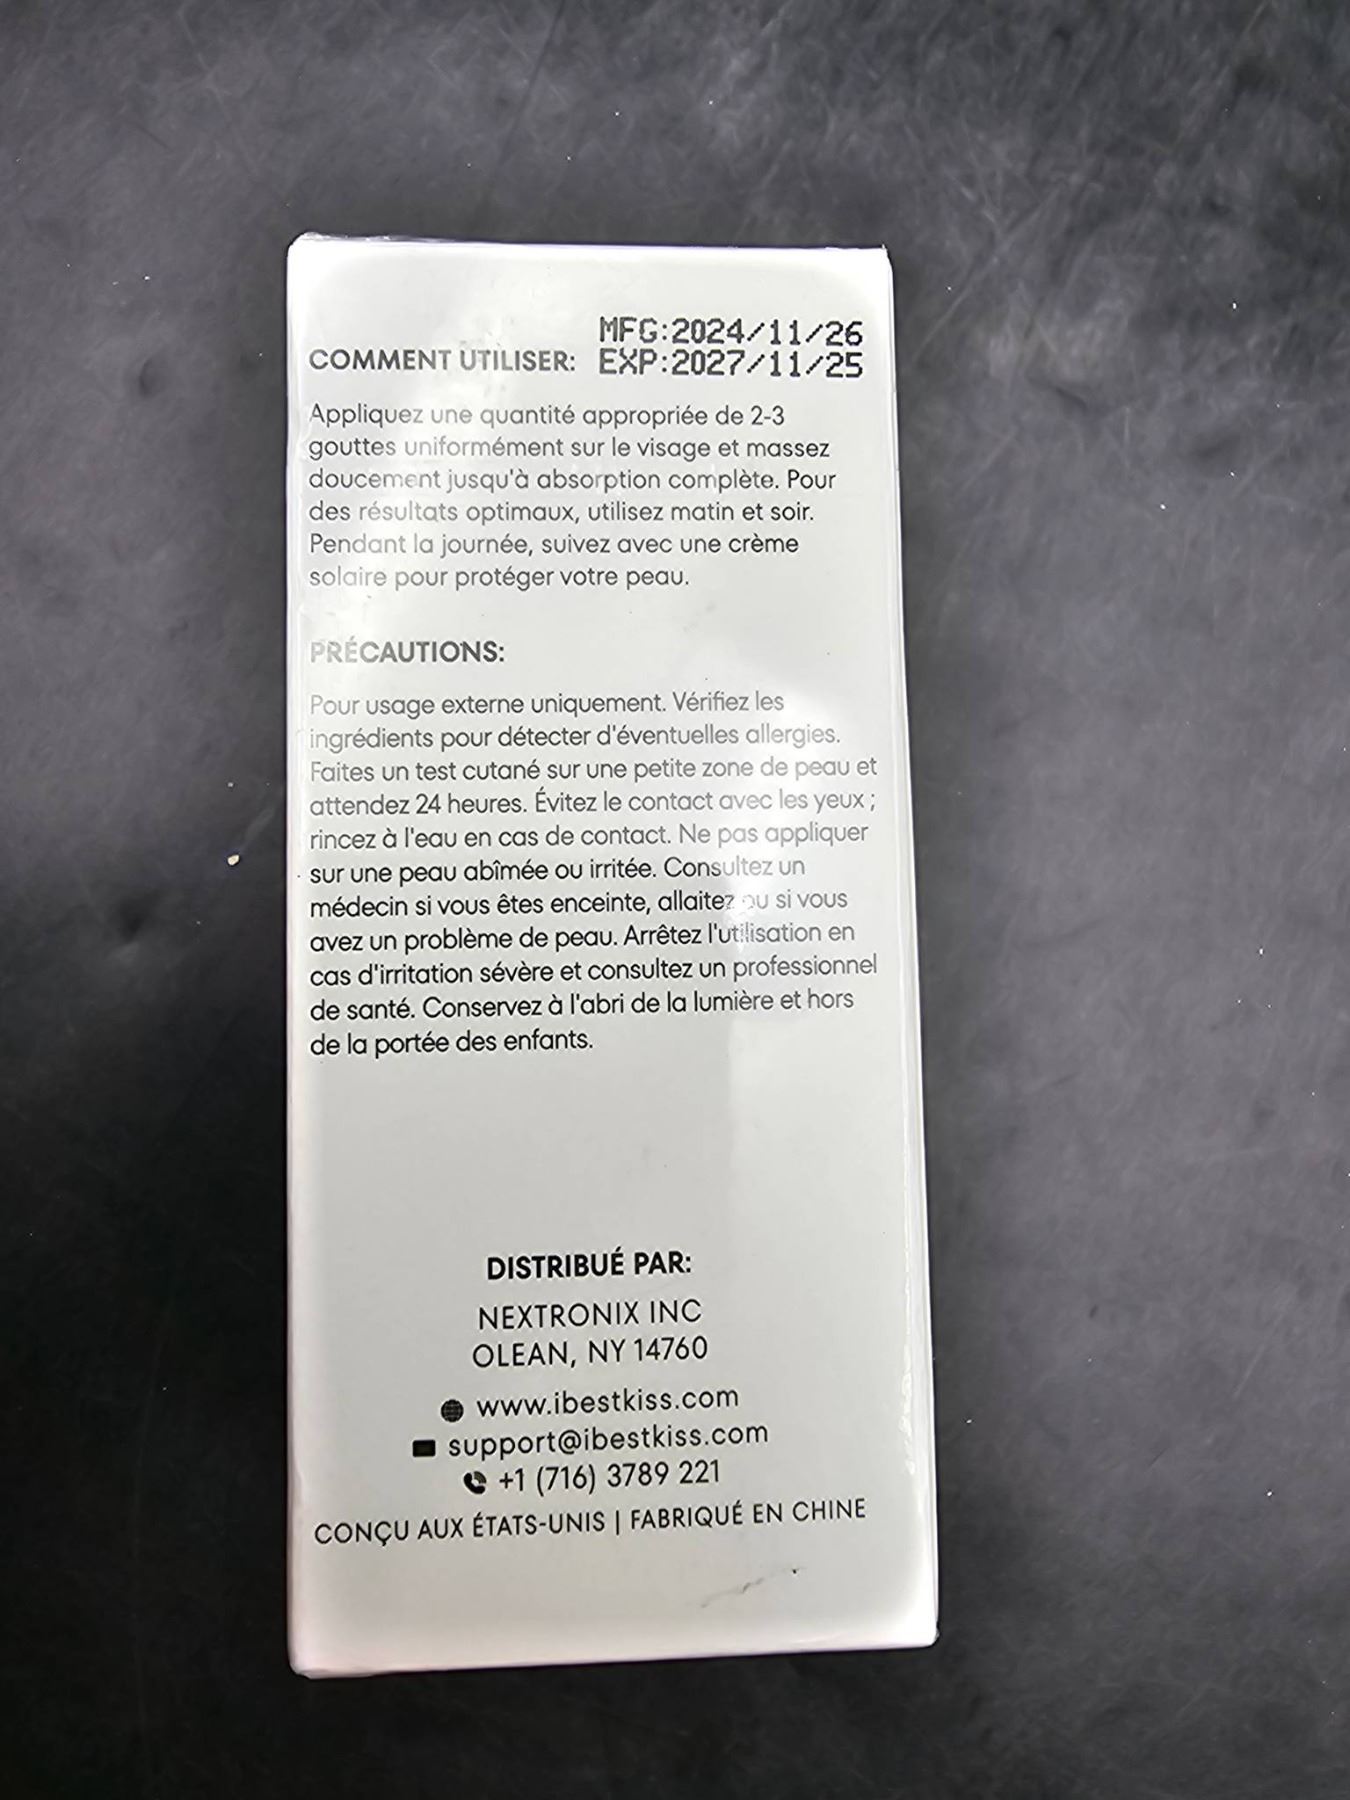 MFG:2024/11/26
COMMENT UTILISER: EXP:2027/11/25
Appliquez une quantité appropriée de 2-3
gouttes uniformément sur le visage et massez
doucement jusqu'à absorption complète. Pour
des résultats optimaux, utilisez matin et soir.
Pendant la journée, suivez avec une crème
solaire pour protéger votre peau.
PRÉCAUTIONS:
Pour usage externe uniquement. Vérifiez les
ingrédients pour détecter d'éventuelles allergies.
Faites un test cutané sur une petite zone de peau et
attendez 24 heures. Évitez le contact avec les yeux ;
rincez à l'eau en cas de contact. Ne pas appliquer
sur une peau abîmée ou irritée. Consultez un
médecin si vous êtes enceinte, allaitez ou si vous
avez un problème de peau. Arrêtez l'utilisation en
cas d'irritation sévère et consultez un professionnel
de santé. Conservez à l'abri de la lumière et hors
de la portée des enfants.
DISTRIBUÉ PAR:
NEXTRONIX INC
OLEAN, NY 14760
www.ibestkiss.com
support@ibestkiss.com
+1 (716) 3789 221
CONÇU AUX ÉTATS-UNIS | FABRIQUÉ EN CHINE